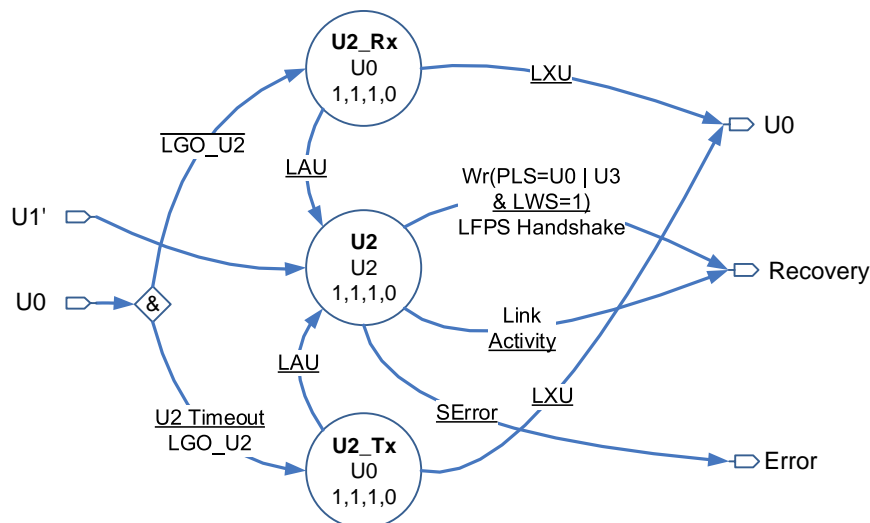 U2_Rx
U0
1,1,1,0
LXU
U0
LGO_U2
LAU
Wr(PLS=U0 | U3
& LWS=1)
LFPS Handshake
U1'
U2
U2
1,1,1,0
Recovery
U0
&
Link
Activity
LAU
LXU
SError
U2 Timeout
LGO_U2
U2_Tx
U0
1,1,1,0
Error